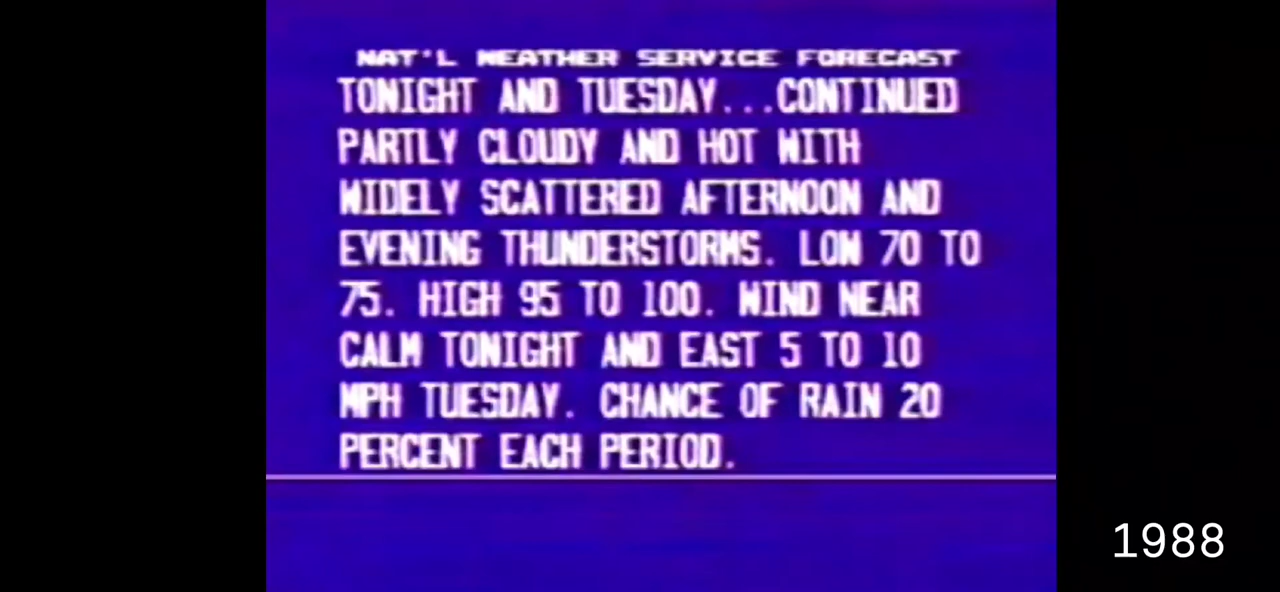 NAT'L WEATHER SERVICE FORECAST
TONIGHT AND TUESDAY...CONTINUED
PARTLY CLOUDY AND HOT WITH
WIDELY SCATTERED AFTERNOON AND
EVENING THUNDERSTORMS. LOW 70 TO
75. HIGH 95 TO 100. WIND NEAR
CALM TONIGHT AND EAST 5 TO 10
MPH TUESDAY. CHANCE OF RAIN 20
PERCENT EACH PERIOD.
1988